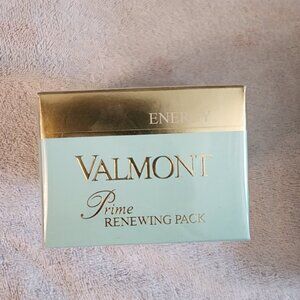 ENERGY
VALMONT
Prime
RENEWING PACK